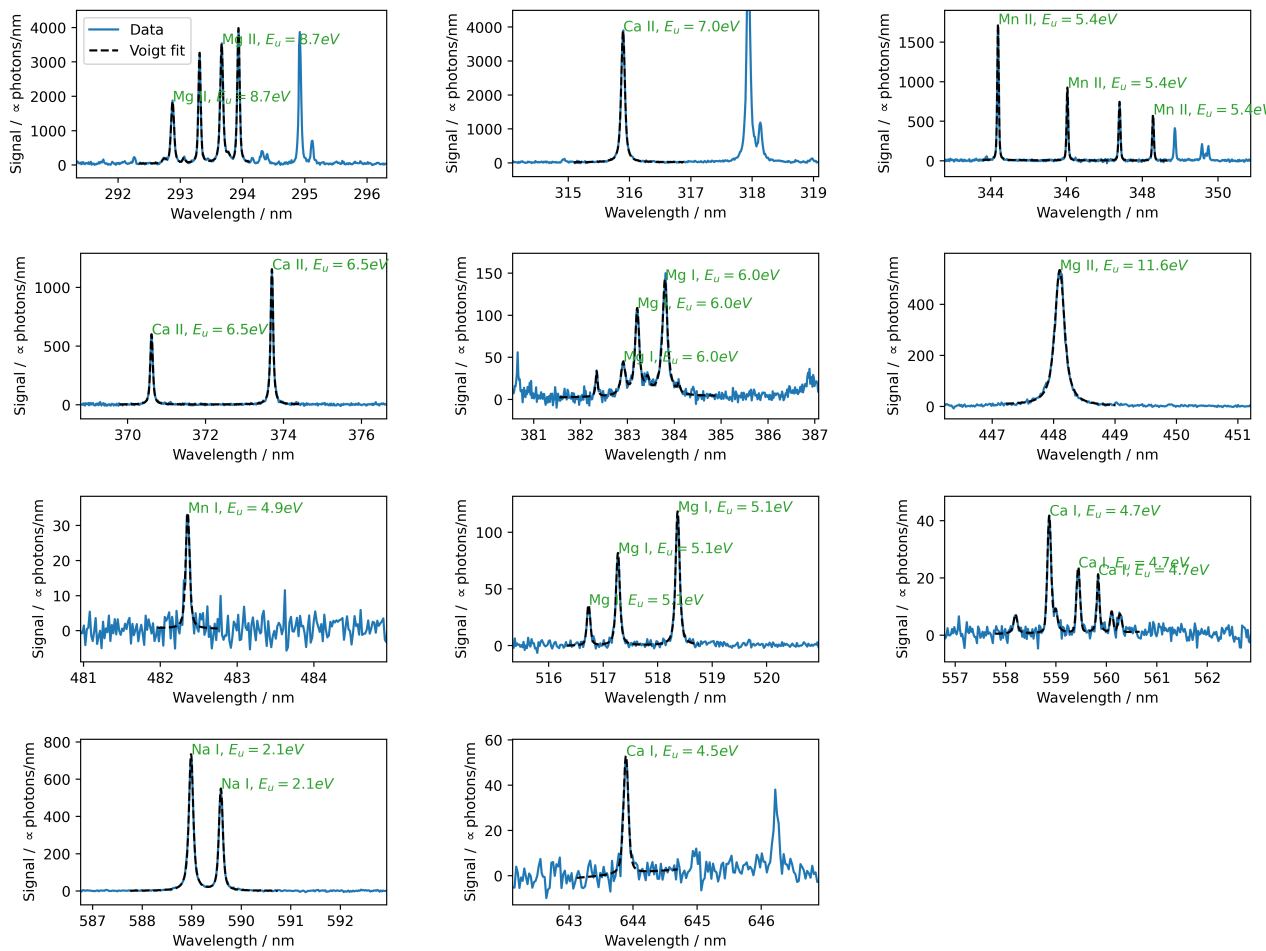 Signal / ∝photons/nm
4000
3000
2000
1000
0
Data
Voigt fit
Mg II, E_u = 8.7eV
Mg II, E_u = 8.7eV
292 293 294 295 296
Wavelength / nm
Signal / ∝photons/nm
4000
3000
2000
1000
0
Ca II, E_u = 7.0eV
315 316 317 318 319
Wavelength / nm
Signal / ∝photons/nm
1500
1000
500
0
Mn II, E_u = 5.4eV
Mn II, E_u = 5.4eV
Mn II, E_u = 5.4eV
344 346 348 350
Wavelength / nm
Signal / ∝photons/nm
1000
500
0
Ca II, E_u = 6.5eV
Ca II, E_u = 6.5eV
370 372 374 376
Wavelength / nm
Signal / ∝photons/nm
150
100
50
0
Mg I, E_u = 6.0eV
Mg I, E_u = 6.0eV
Mg I, E_u = 6.0eV
381 382 383 384 385 386 387
Wavelength / nm
Signal / ∝photons/nm
400
200
0
Mg II, E_u = 11.6eV
447 448 449 450 451
Wavelength / nm
Signal / ∝photons/nm
30
20
10
0
Mn I, E_u = 4.9eV
481 482 483 484
Wavelength / nm
Signal / ∝photons/nm
100
50
0
Mg I, E_u = 5.1eV
Mg I, E_u = 5.1eV
Mg I, E_u = 5.1eV
516 517 518 519 520
Wavelength / nm
Signal / ∝photons/nm
40
20
0
Ca I, E_u = 4.7eV
Ca I, E_u = 4.7eV
Ca I, E_u = 4.7eV
557 558 559 560 561 562
Wavelength / nm
Signal / ∝photons/nm
800
600
400
200
0
Na I, E_u = 2.1eV
Na I, E_u = 2.1eV
587 588 589 590 591 592
Wavelength / nm
Signal / ∝photons/nm
60
40
20
0
Ca I, E_u = 4.5eV
643 644 645 646
Wavelength / nm